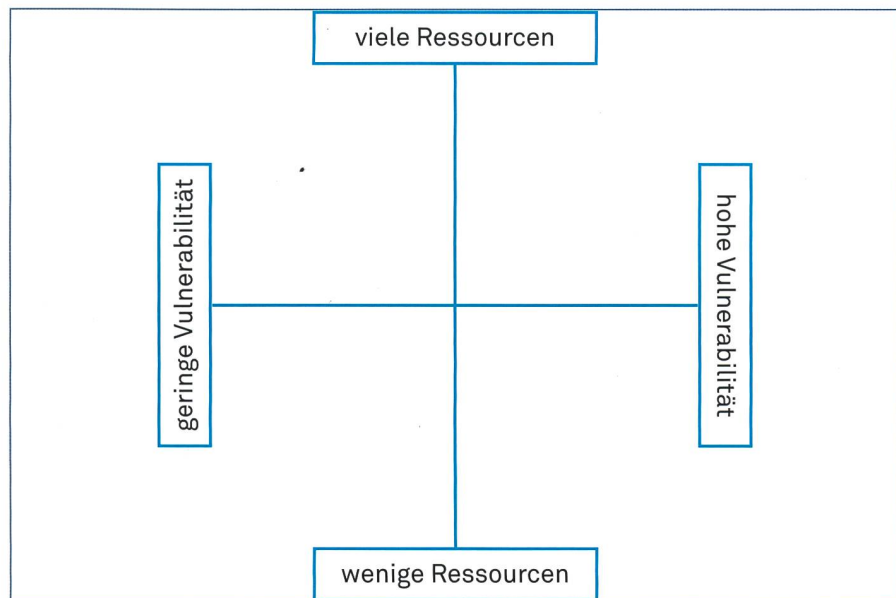 viele Ressourcen
geringe Vulnerabilität
hohe Vulnerabilität
wenige Ressourcen